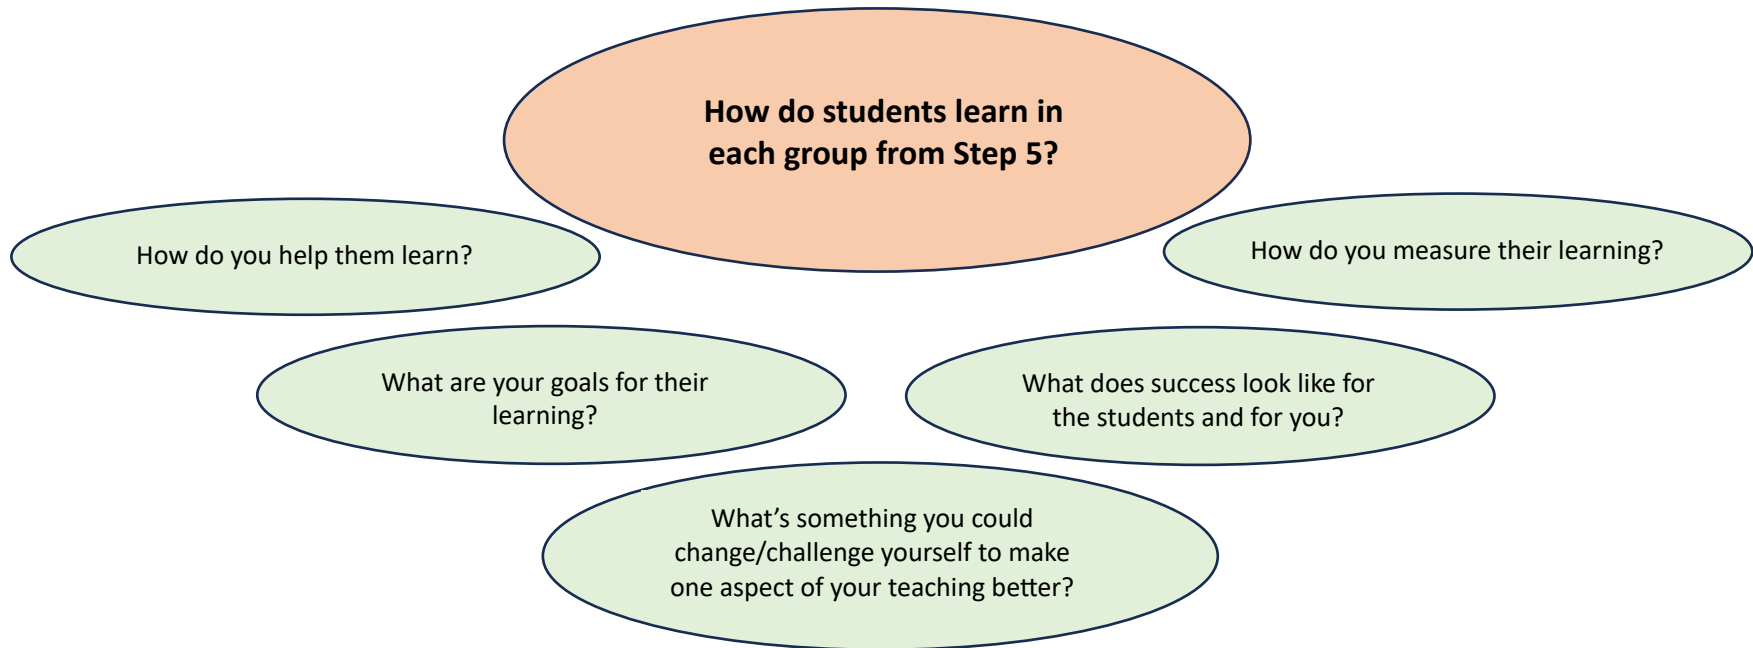 How do students learn in
each group from Step 5?
How do you help them learn?
How do you measure their learning?
What are your goals for their
learning?
What does success look like for
the students and for you?
What’s something you could
change/challenge yourself to make
one aspect of your teaching better?